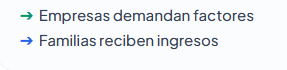 → Empresas demandan factores
→ Familias reciben ingresos